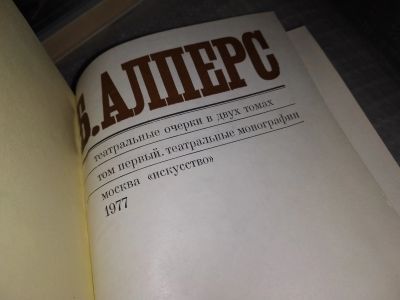 Б. АЛПЕРС
театральные очерки в двух томах
том первый. театральные монографии
москва «искусство»
1977